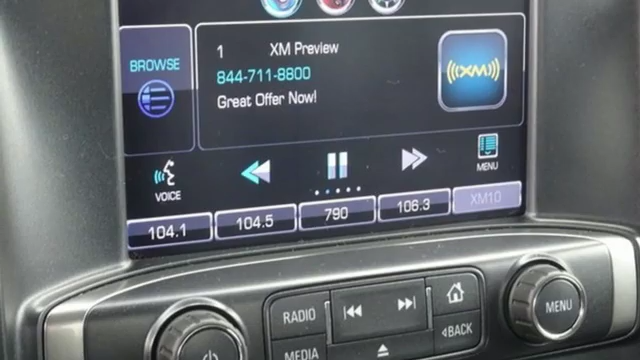 1 XM Preview
BROWSE
844-711-8800
Great Offer Now!
((XM))
VOICE
MENU
104.1 104.5 790 106.3 XM10
RADIO
MENU
BACK
MEDIA